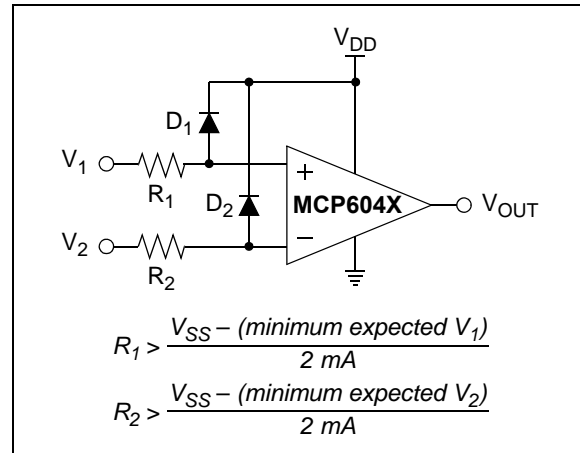 V_DD
D_1
V_1
R_1
+
MCP604X
V_OUT
D_2
V_2
–
R_2
R_1 > V_SS – (minimum expected V_1) / 2 mA
R_2 > V_SS – (minimum expected V_2) / 2 mA